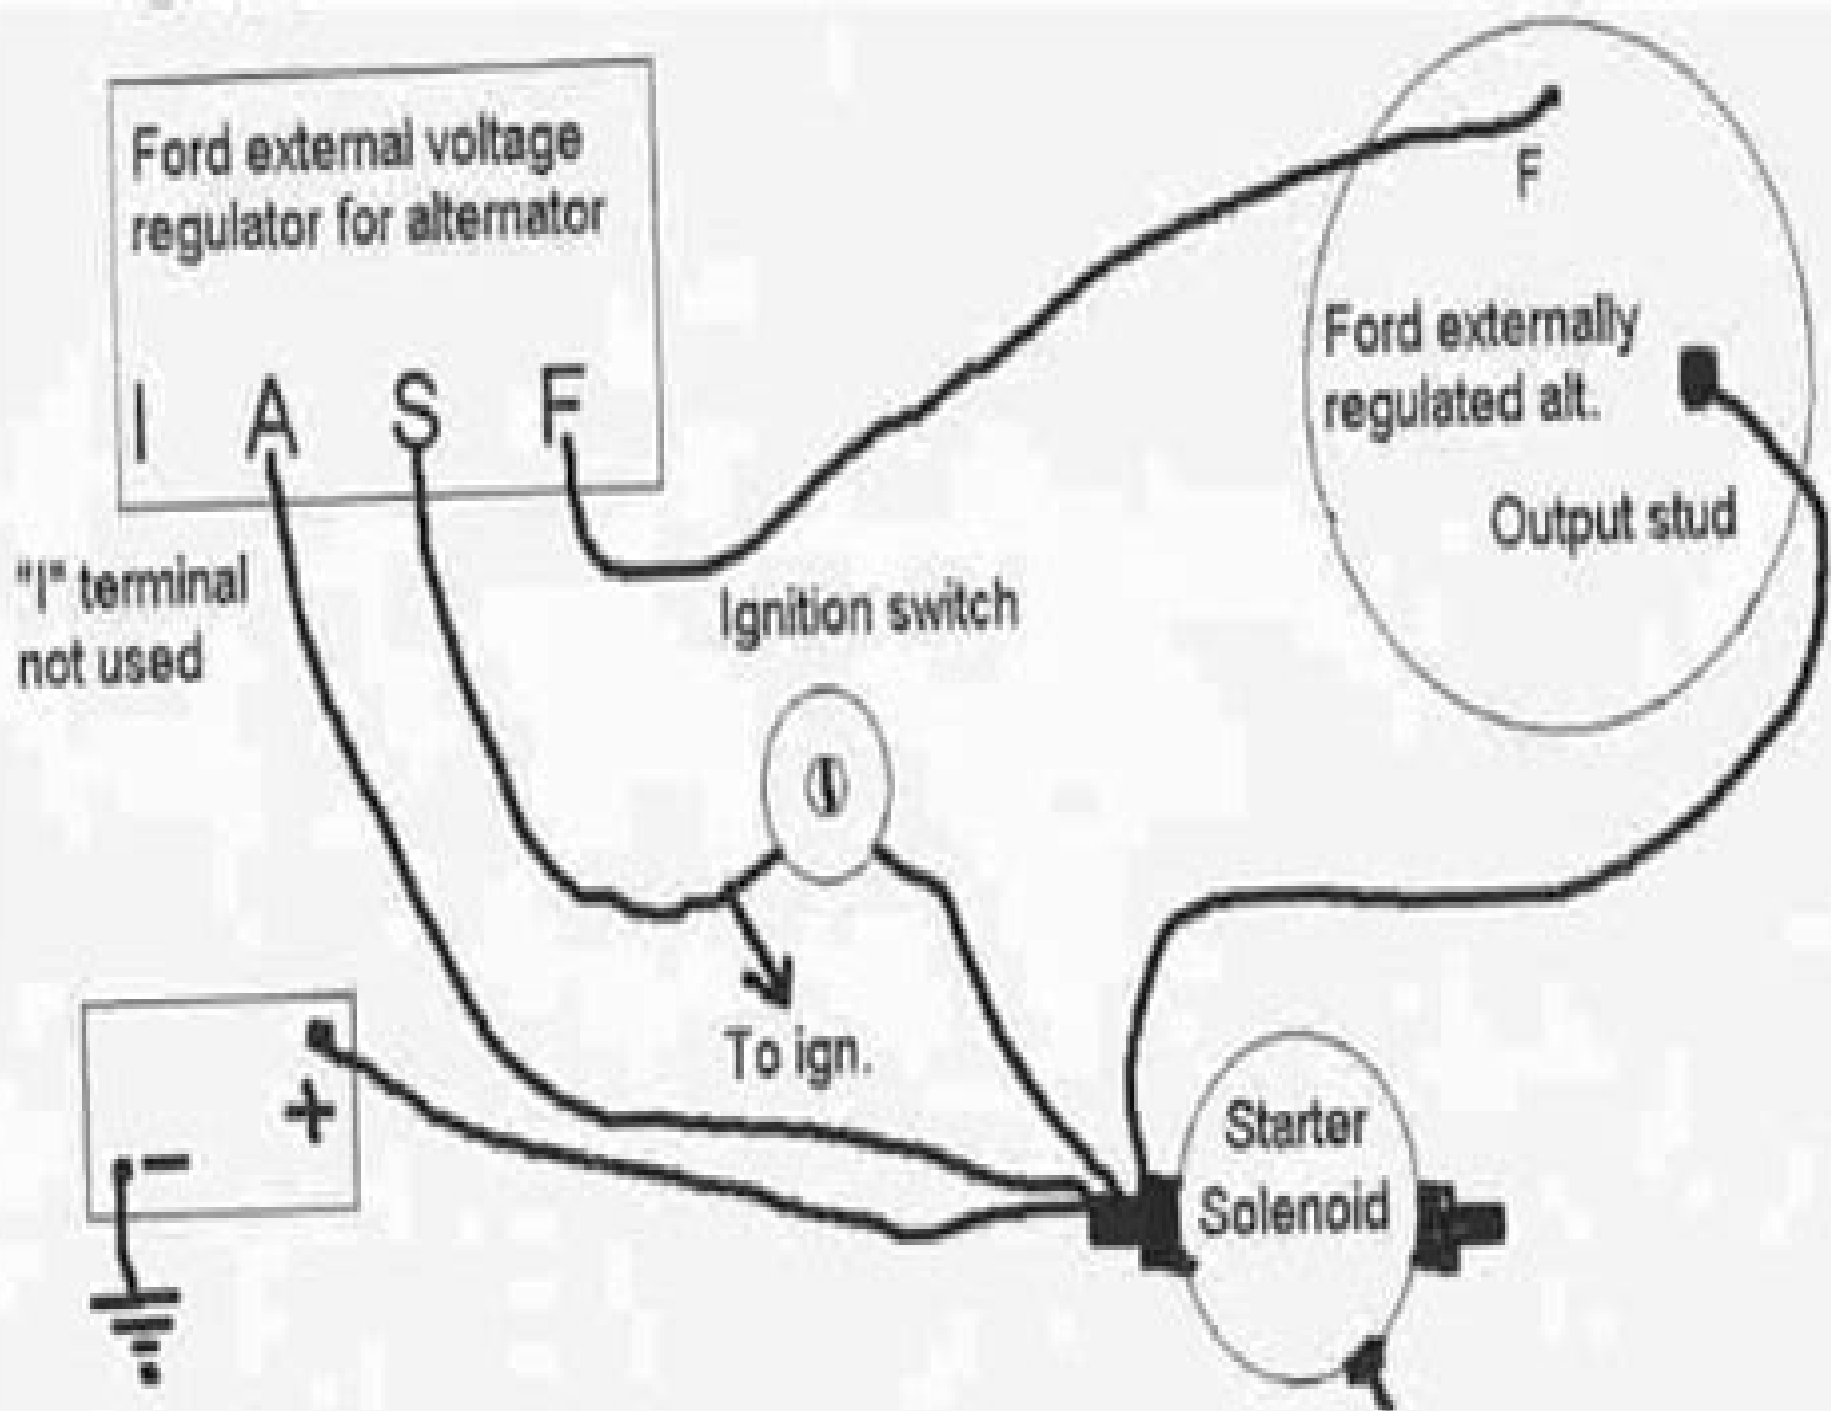 Ford external voltage
regulator for alternator
I A S F
"I" terminal
not used
F
Ford externally
regulated alt.
Output stud
Ignition switch
To ign.
+
-
Starter
Solenoid